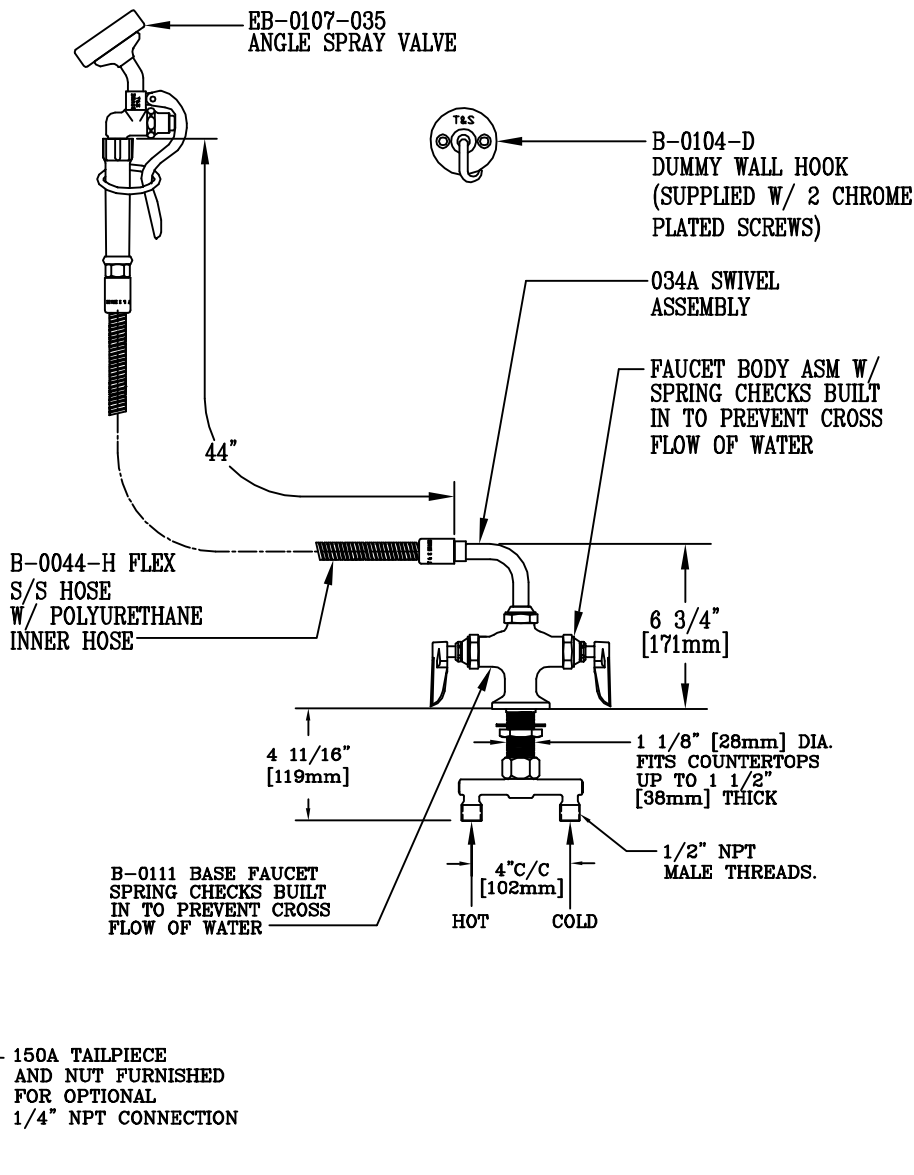 EB-0107-035
ANGLE SPRAY VALVE
T&S
B-0104-D
DUMMY WALL HOOK
(SUPPLIED W/ 2 CHROME
PLATED SCREWS)
034A SWIVEL
ASSEMBLY
FAUCET BODY ASM W/
SPRING CHECKS BUILT
IN TO PREVENT CROSS
FLOW OF WATER
44"
B-0044-H FLEX
S/S HOSE
W/ POLYURETHANE
INNER HOSE
6 3/4"
[171mm]
4 11/16"
[119mm]
1 1/8" [28mm] DIA.
FITS COUNTERTOPS
UP TO 1 1/2"
[38mm] THICK
1/2" NPT
MALE THREADS.
4"C/C
[102mm]
HOT
COLD
B-0111 BASE FAUCET
SPRING CHECKS BUILT
IN TO PREVENT CROSS
FLOW OF WATER
150A TAILPIECE
AND NUT FURNISHED
FOR OPTIONAL
1/4" NPT CONNECTION